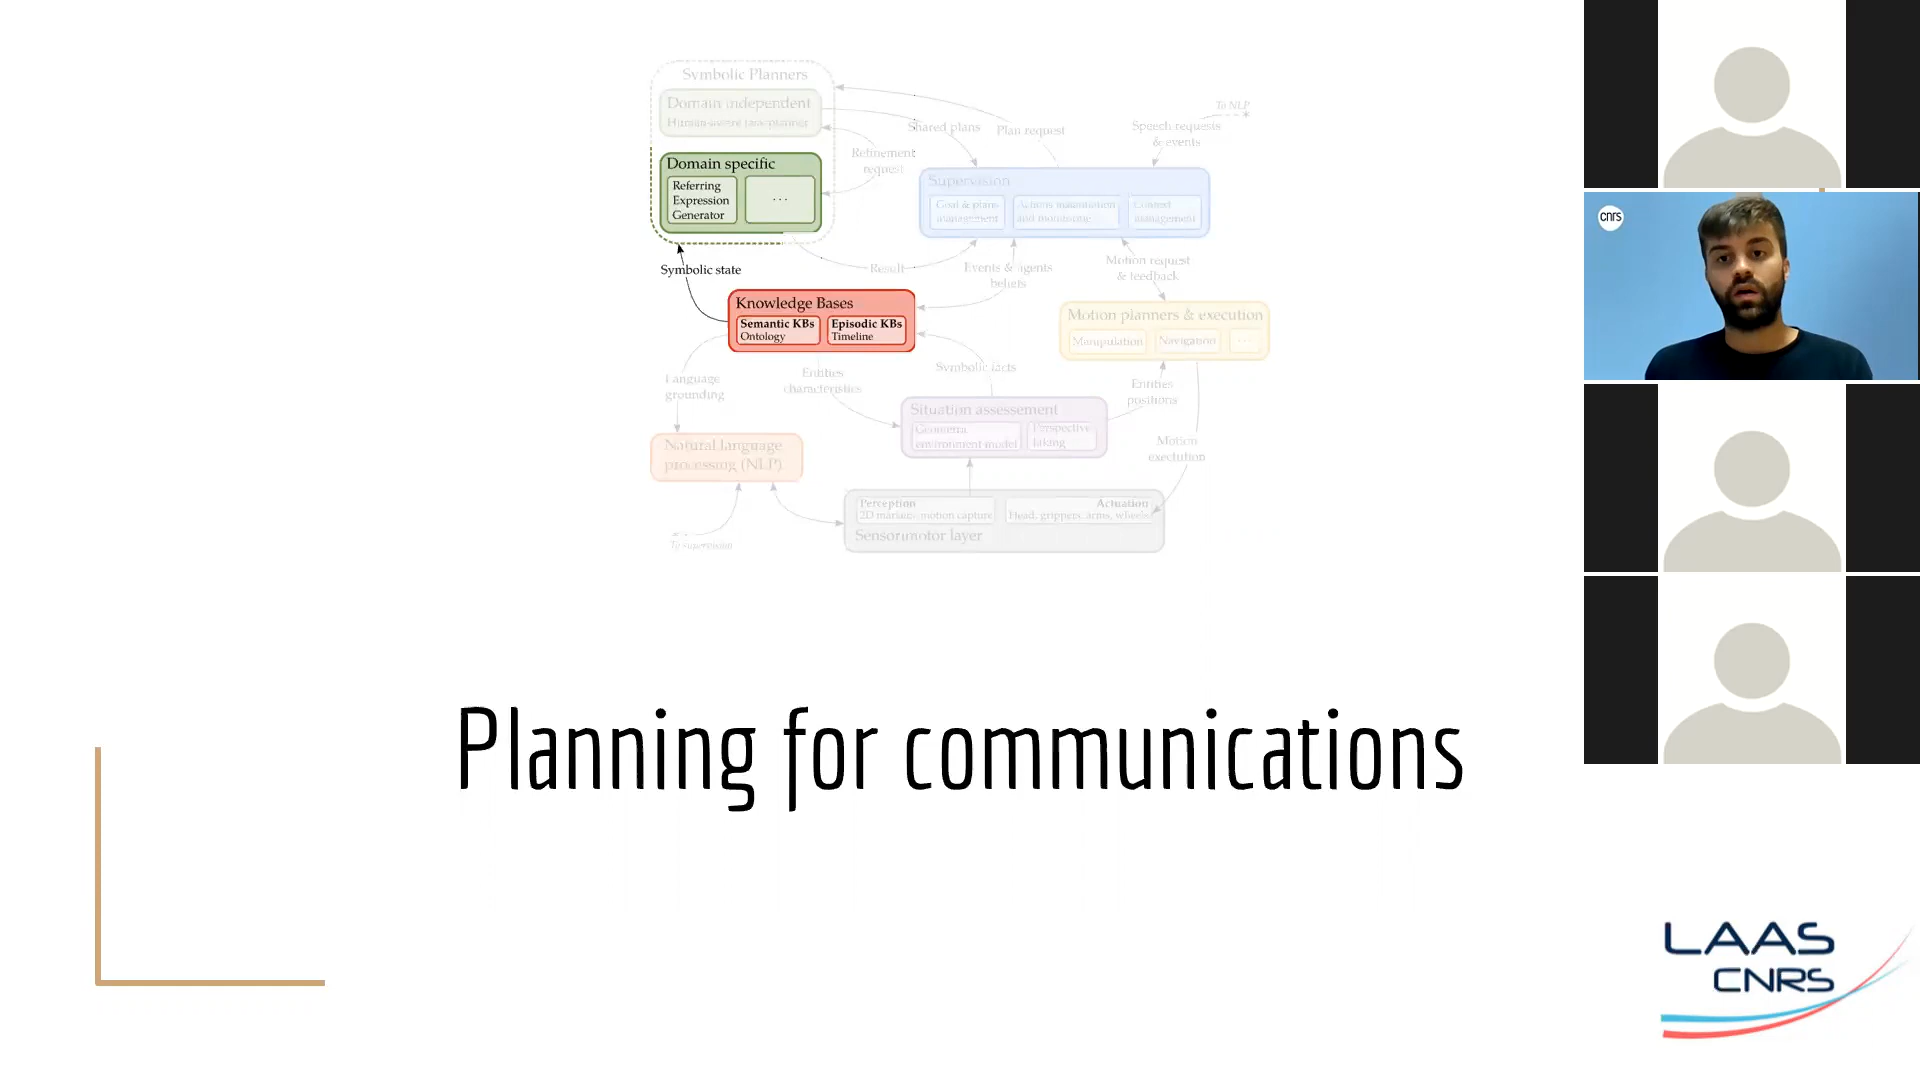 Symbolic Planners
Domain independent
Human-aware task planner
Domain specific
Referring
Expression
Generator
...
Shared plans
Plan request
Refinement
request
To NLP
Speech requests
& events
Supervision
Goal & plans
management
Actions maintination
and monitoring
Context
management
Symbolic state
Result
Events & agents
beliefs
Motion request
& feedback
Knowledge Bases
Semantic KBs
Ontology
Episodic KBs
Timeline
Motion planners & execution
Manipulation
Navigation
...
Language
grounding
Entities
characteristics
Symbolic facts
Entities
positions
Situation assessement
Geometric
environment model
Perspective
taking
Motion
exectution
Natural language
processing (NLP)
Perception
2D markers, motion capture
Actuation
Head, grippers, arms, wheels
Sensorimotor layer
To supervision
Planning for communications
cnrs
LAAS
CNRS